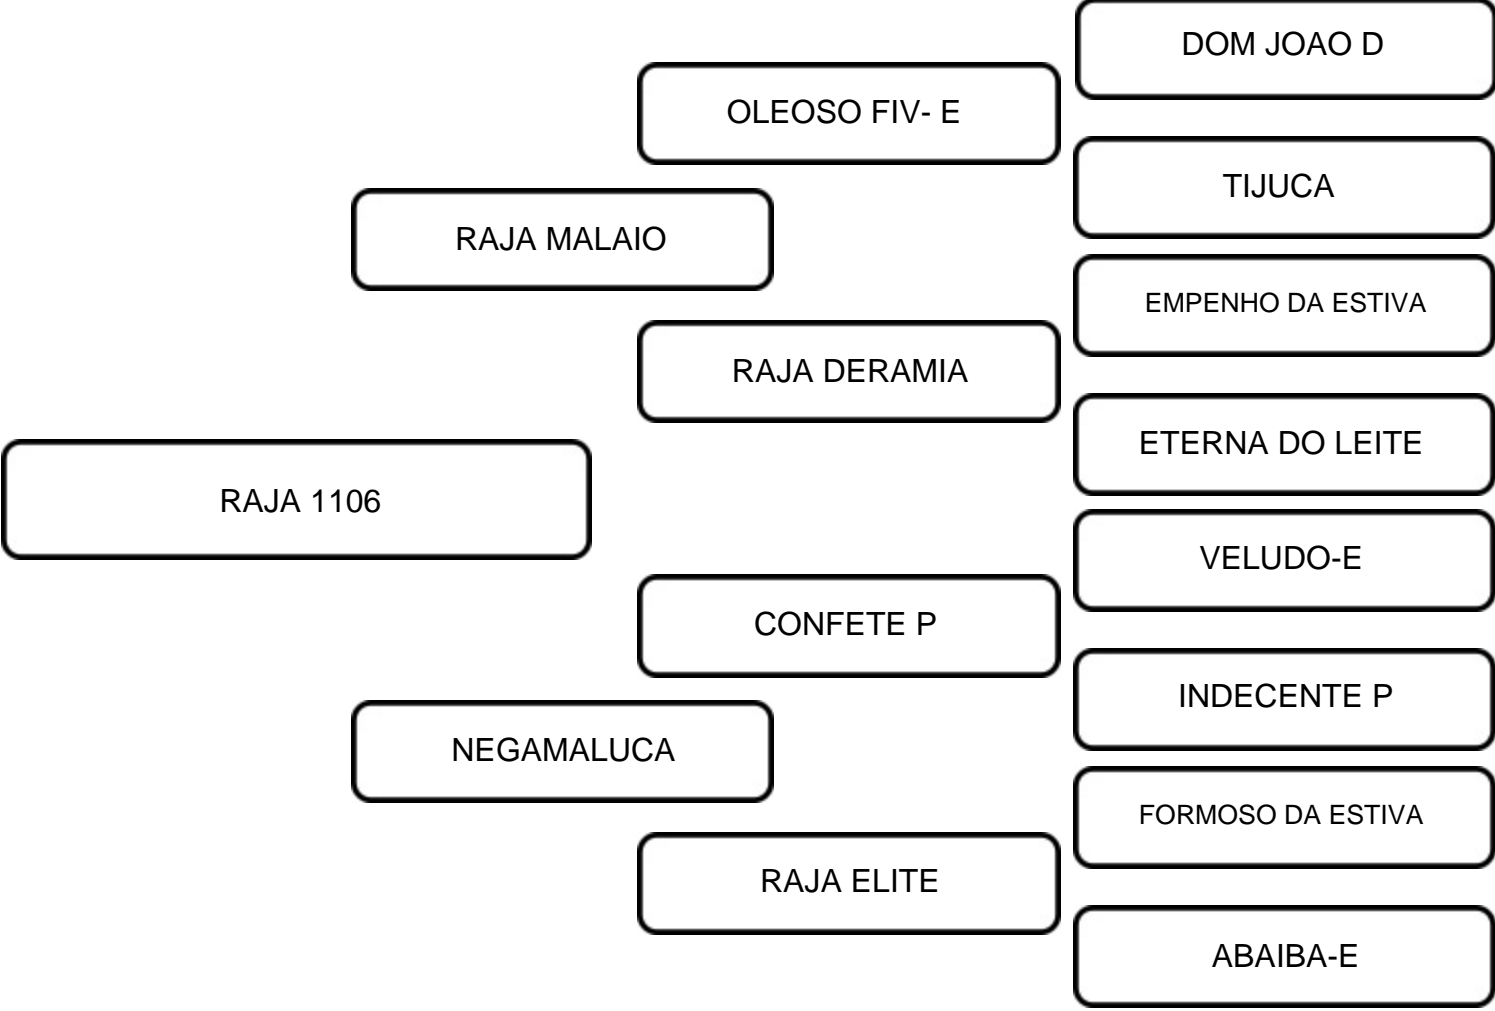 DOM JOAO D
OLEOSO FIV- E
TIJUCA
RAJA MALAIO
EMPENHO DA ESTIVA
RAJA DERAMIA
ETERNA DO LEITE
RAJA 1106
VELUDO-E
CONFETE P
INDECENTE P
NEGAMALUCA
FORMOSO DA ESTIVA
RAJA ELITE
ABAIBA-E